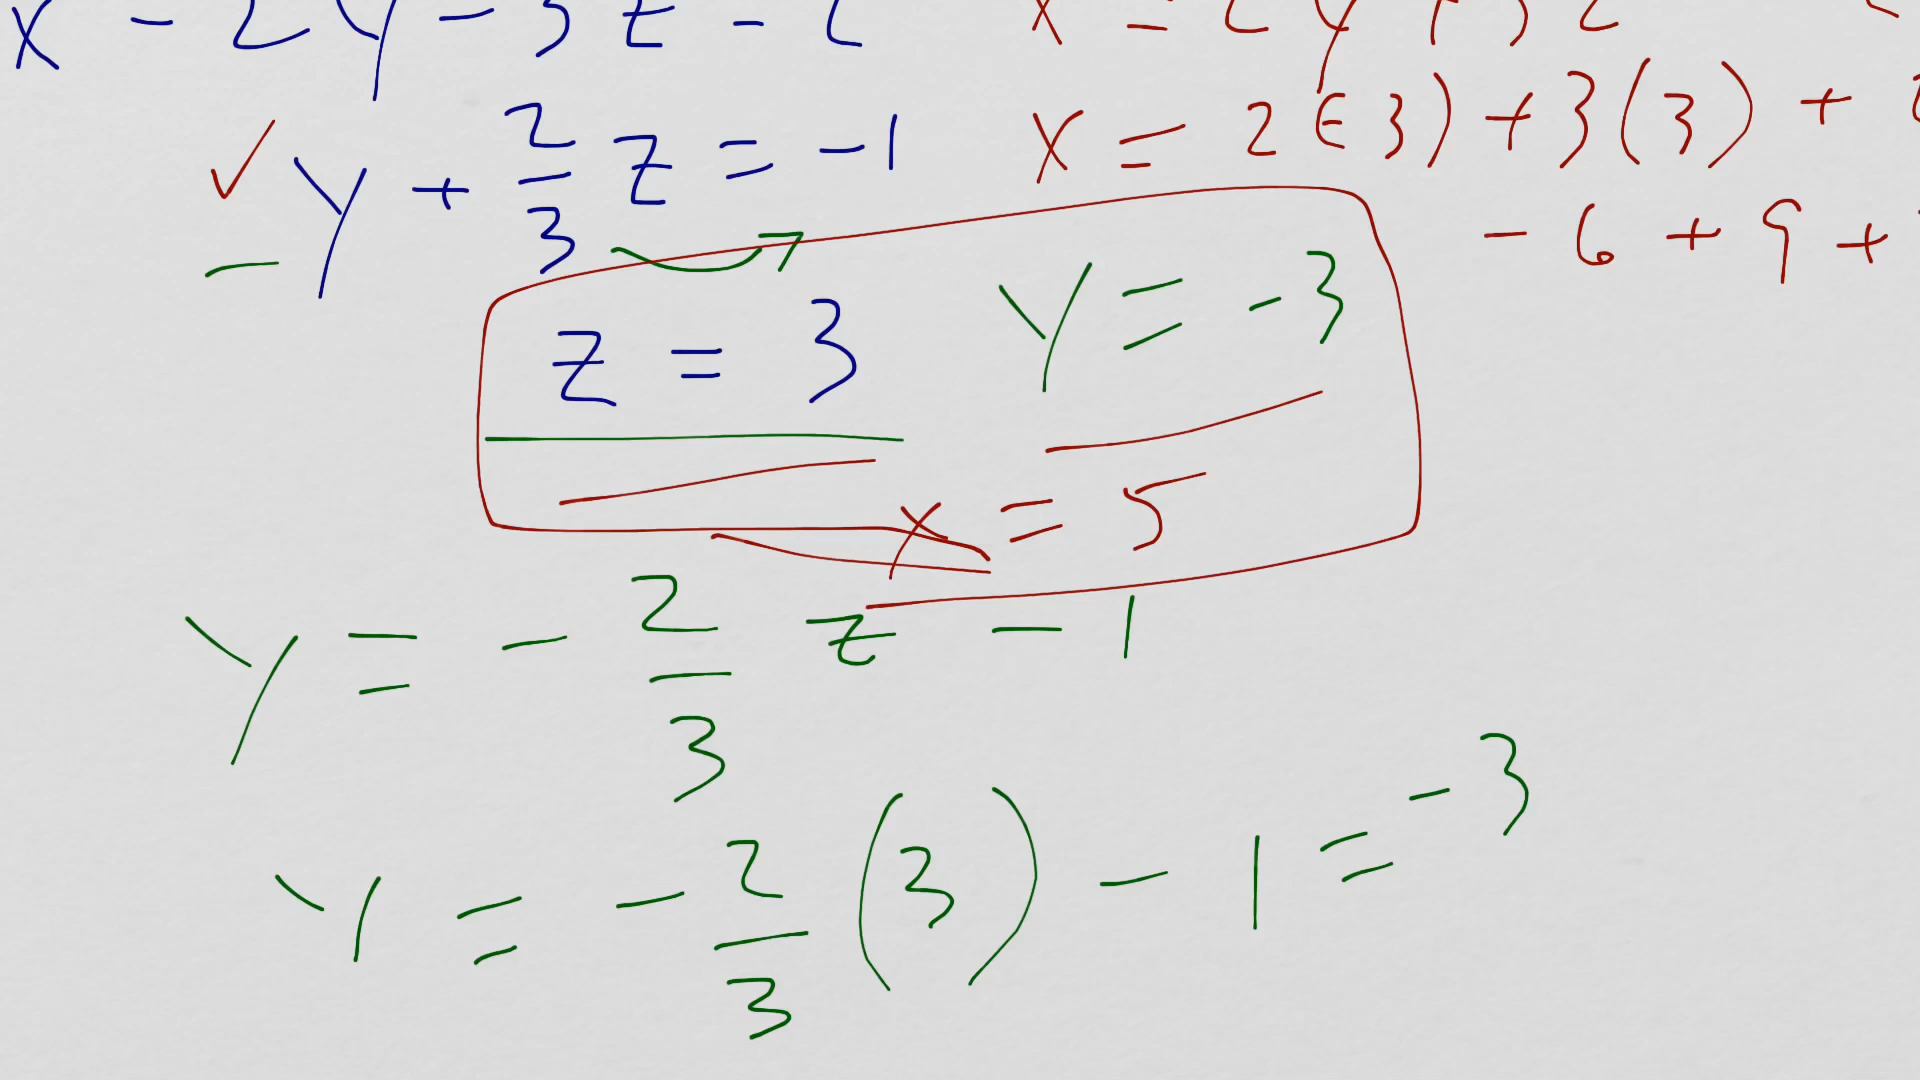 x - 2y - 3z = 2
x = 2y + 3z
y + 2/3 z = -1
x = 2(-3) + 3(3) +
- 6 + 9 +
z = 3
y = -3
x = 5
y = - 2/3 z - 1
y = - 2/3 (3) - 1 = -3